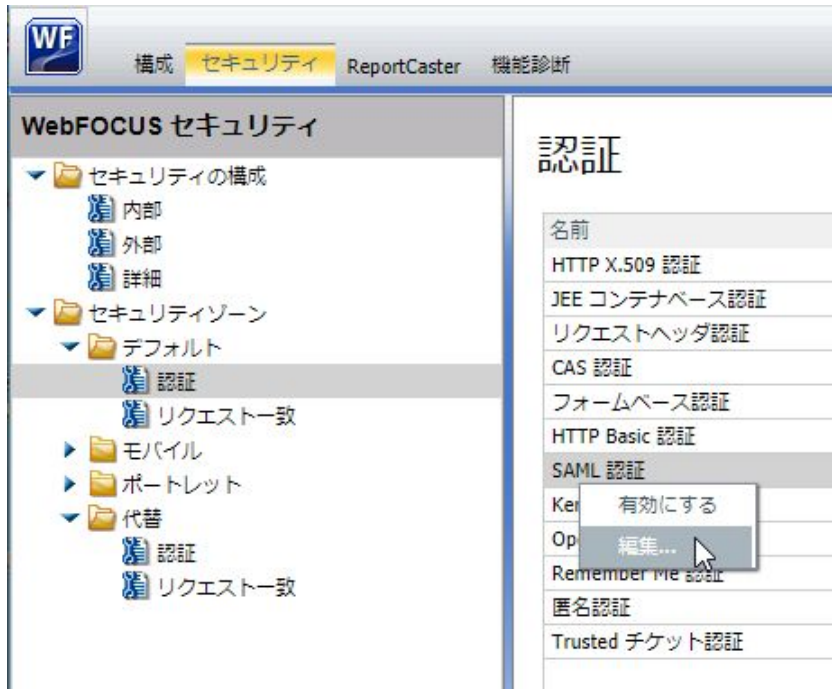 WF
構成 セキュリティ ReportCaster 機能診断
WebFOCUS セキュリティ
セキュリティの構成
内部
外部
詳細
セキュリティゾーン
デフォルト
認証
リクエスト一致
モバイル
ポートレット
代替
認証
リクエスト一致
認証
名前
HTTP X.509 認証
JEE コンテナベース認証
リクエストヘッダ認証
CAS 認証
フォームベース認証
HTTP Basic 認証
SAML 認証
Ker
有効にする
Op
編集...
Remember Me 認証
匿名認証
Trusted チケット認証